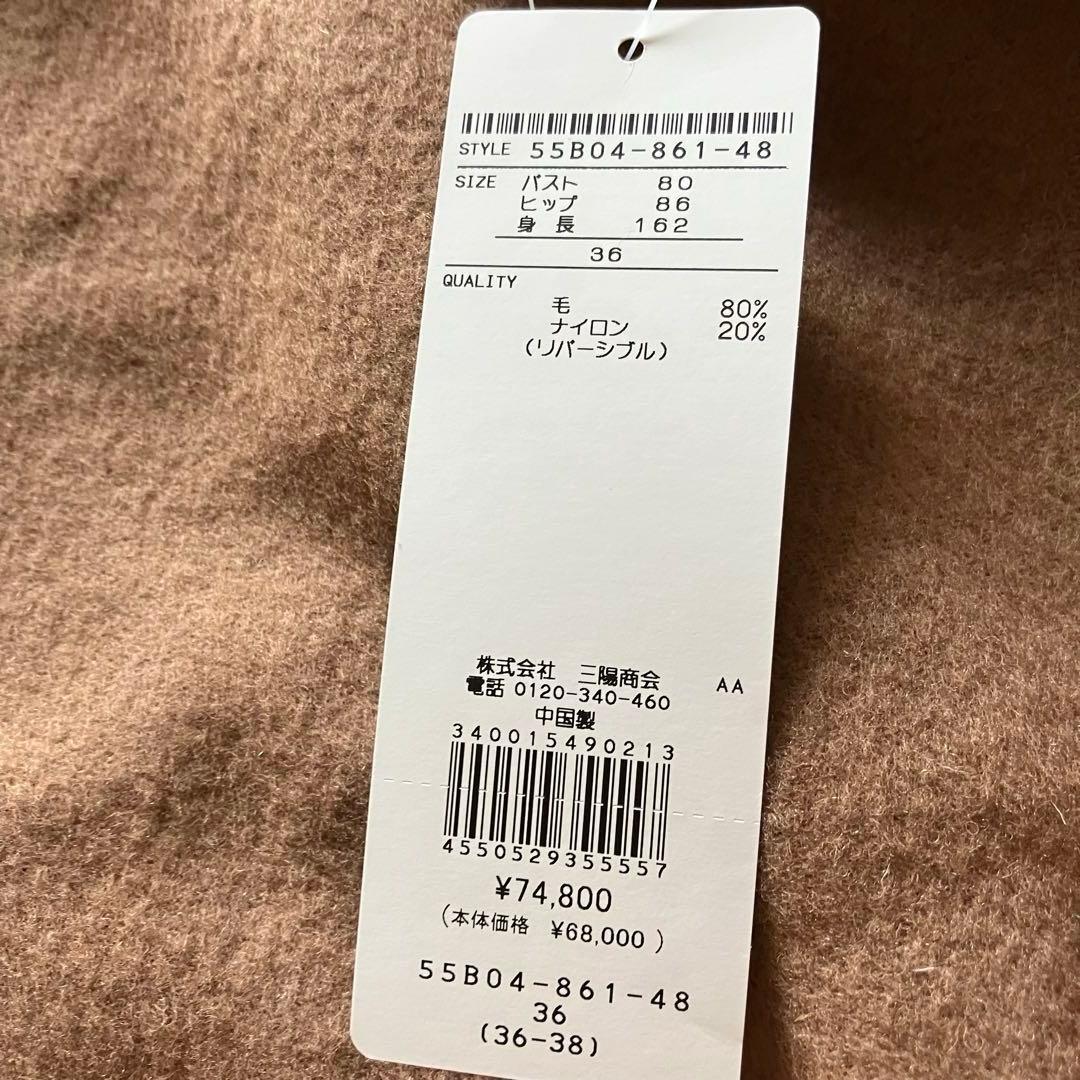 STYLE 55B04-861-48
SIZE バスト 80
ヒップ 86
身長 162
36
QUALITY
毛 80%
ナイロン 20%
(リバーシブル)
株式会社 三陽商会 AA
電話 0120-340-460
中国製
340015490213
4550529355557
¥74,800
(本体価格 ¥68,000)
55B04-861-48
36
(36-38)